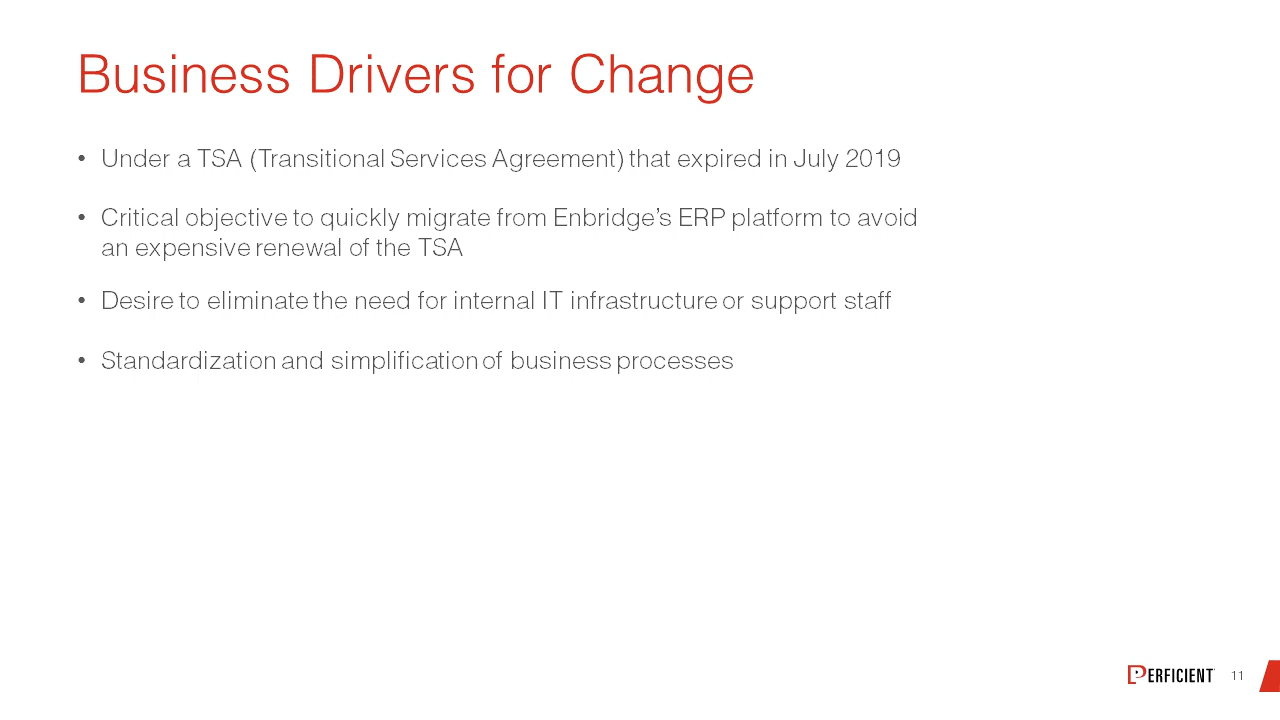 Business Drivers for Change
• Under a TSA (Transitional Services Agreement) that expired in July 2019
• Critical objective to quickly migrate from Enbridge's ERP platform to avoid
an expensive renewal of the TSA
• Desire to eliminate the need for internal IT infrastructure or support staff
• Standardization and simplification of business processes
PERFICIENT 11